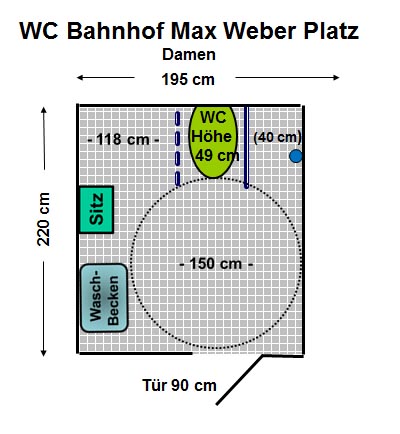 WC Bahnhof Max Weber Platz
Damen
195 cm
WC
Höhe
49 cm
- 118 cm -
(40 cm)
220 cm
Sitz
- 150 cm -
Wasch-
Becken
Tür 90 cm